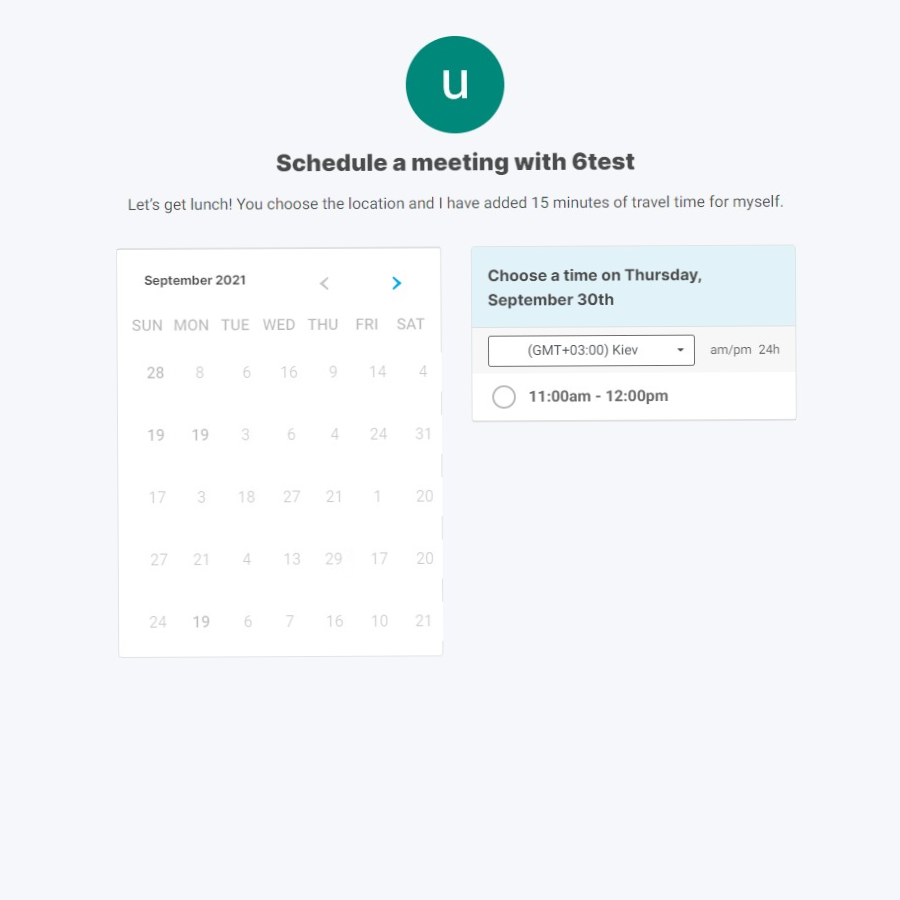 u
Schedule a meeting with 6test
Let's get lunch! You choose the location and I have added 15 minutes of travel time for myself.
September 2021
SUN MON TUE WED THU FRI SAT
28 8 6 16 9 14 4
19 19 3 6 4 24 31
17 3 18 27 21 1 20
27 21 4 13 29 17 20
24 19 6 7 16 10 21
Choose a time on Thursday,
September 30th
(GMT+03:00) Kiev am/pm 24h
11:00am - 12:00pm